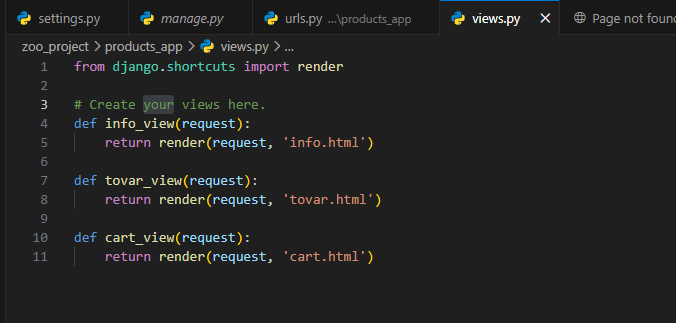 settings.py manage.py urls.py ...\products_app views.py Page not found
zoo_project > products_app > views.py > ...
1 from django.shortcuts import render
2
3 # Create your views here.
4 def info_view(request):
5     return render(request, 'info.html')
6
7 def tovar_view(request):
8     return render(request, 'tovar.html')
9
10 def cart_view(request):
11     return render(request, 'cart.html')